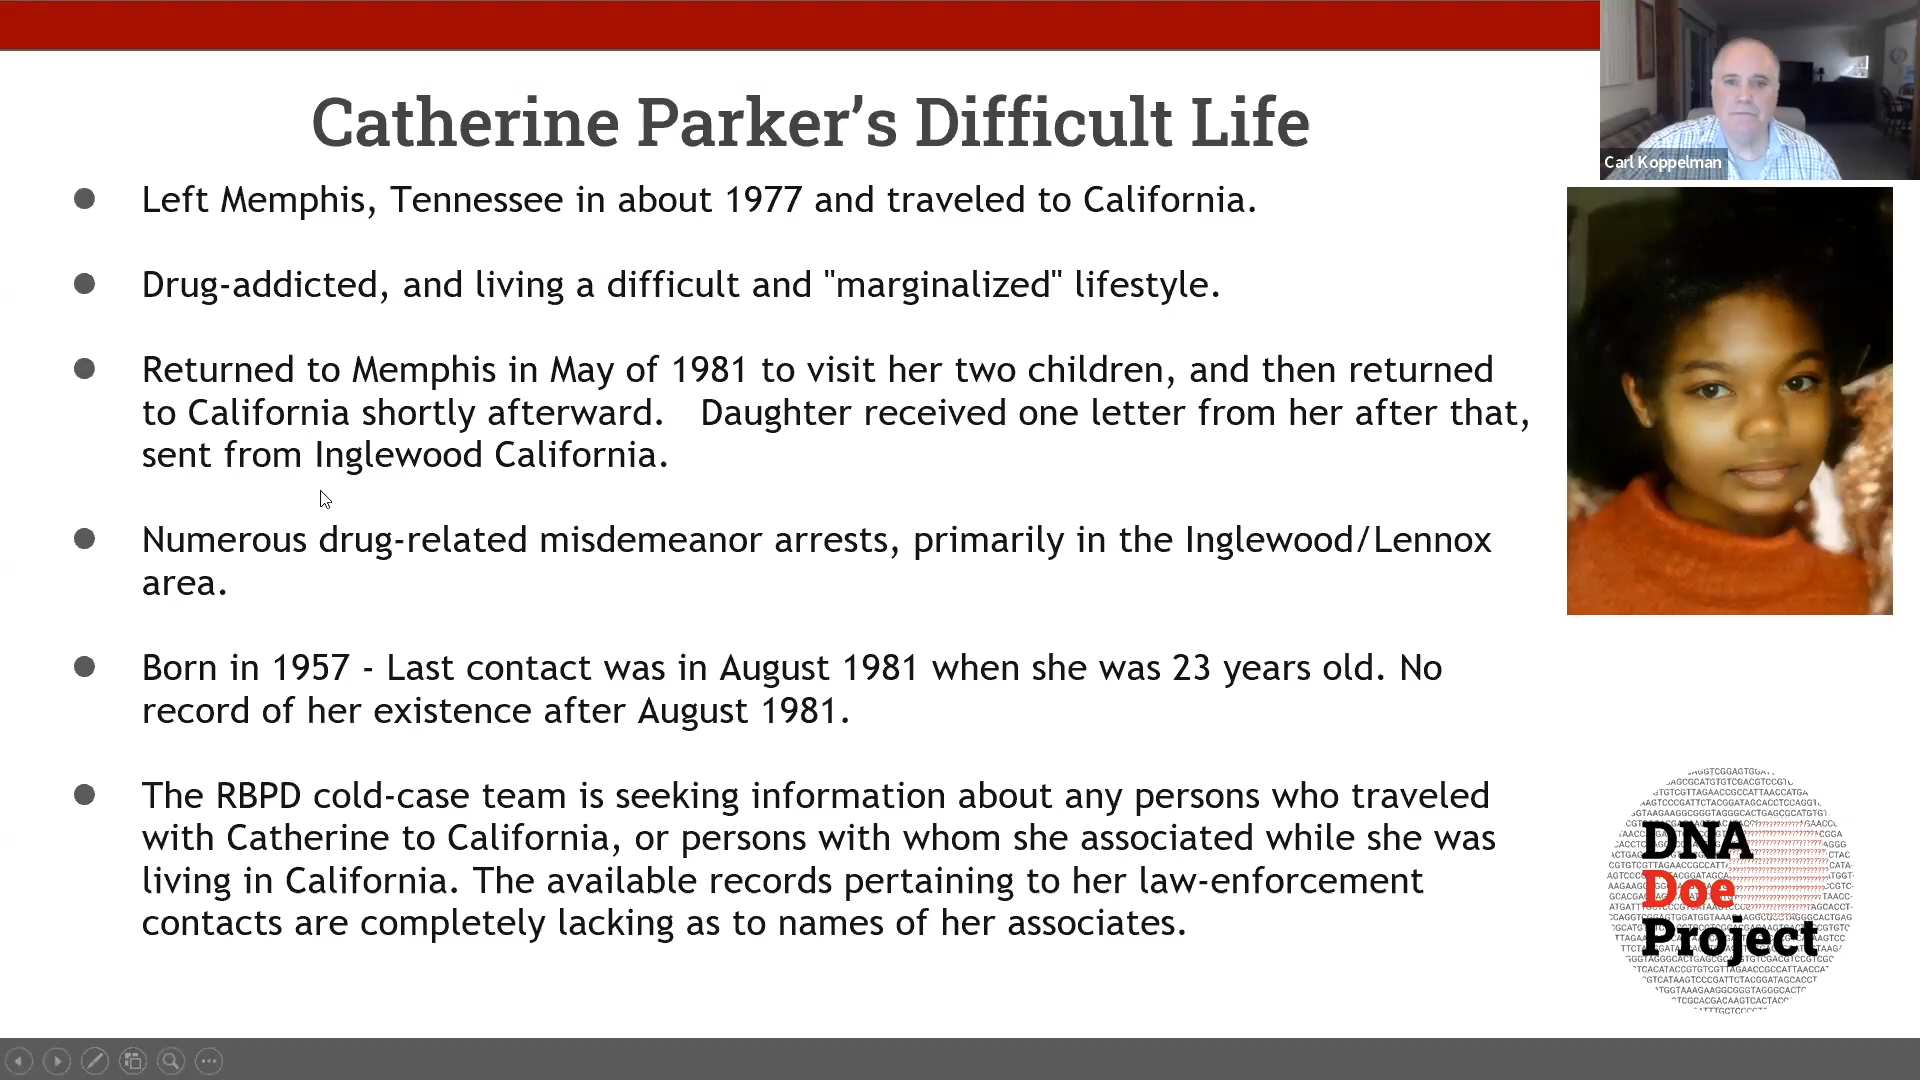 Catherine Parker’s Difficult Life
Carl Koppelman
Left Memphis, Tennessee in about 1977 and traveled to California.
Drug-addicted, and living a difficult and "marginalized" lifestyle.
Returned to Memphis in May of 1981 to visit her two children, and then returned
to California shortly afterward. Daughter received one letter from her after that,
sent from Inglewood California.
Numerous drug-related misdemeanor arrests, primarily in the Inglewood/Lennox
area.
Born in 1957 - Last contact was in August 1981 when she was 23 years old. No
record of her existence after August 1981.
The RBPD cold-case team is seeking information about any persons who traveled
with Catherine to California, or persons with whom she associated while she was
living in California. The available records pertaining to her law-enforcement
contacts are completely lacking as to names of her associates.
DNA
Doe
Project